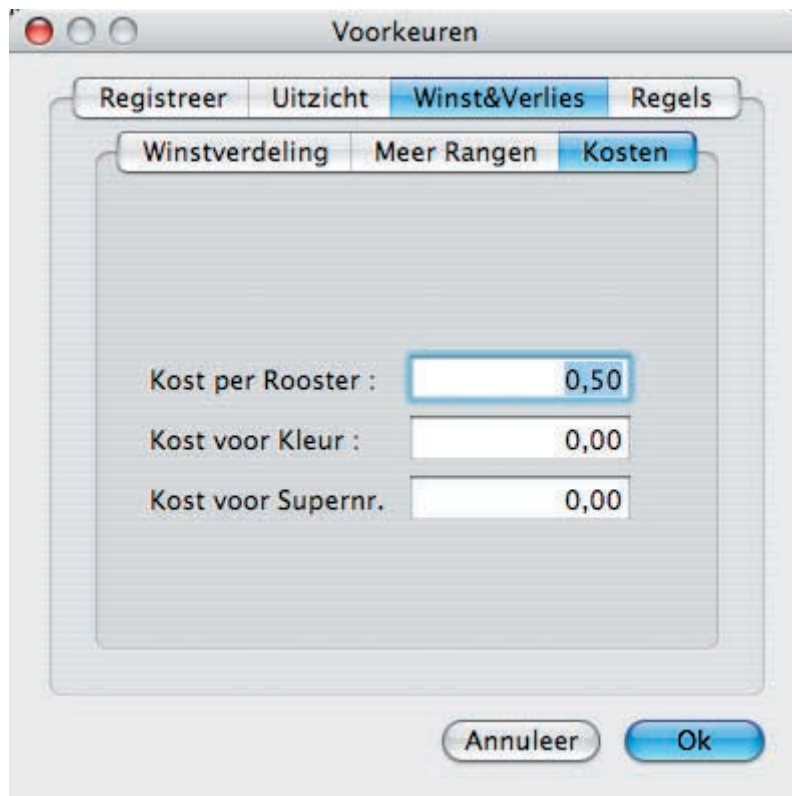 Voorkeuren
Registreer Uitzicht Winst&Verlies Regels
Winstverdeling Meer Rangen Kosten
Kost per Rooster : 0,50
Kost voor Kleur : 0,00
Kost voor Supernr. 0,00
Annuleer Ok